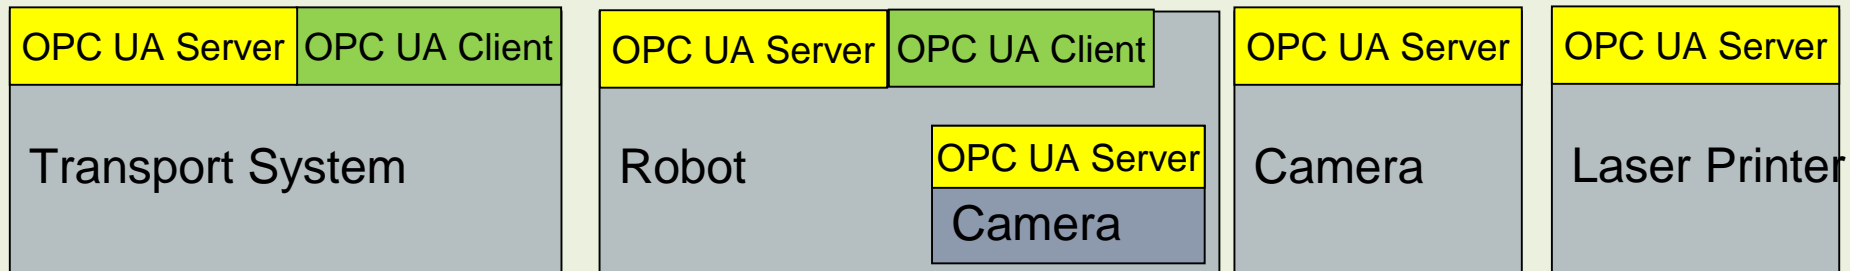 OPC UA Server OPC UA Client
Transport System
OPC UA Server OPC UA Client
Robot
OPC UA Server
Camera
OPC UA Server
Camera
OPC UA Server
Laser Printer